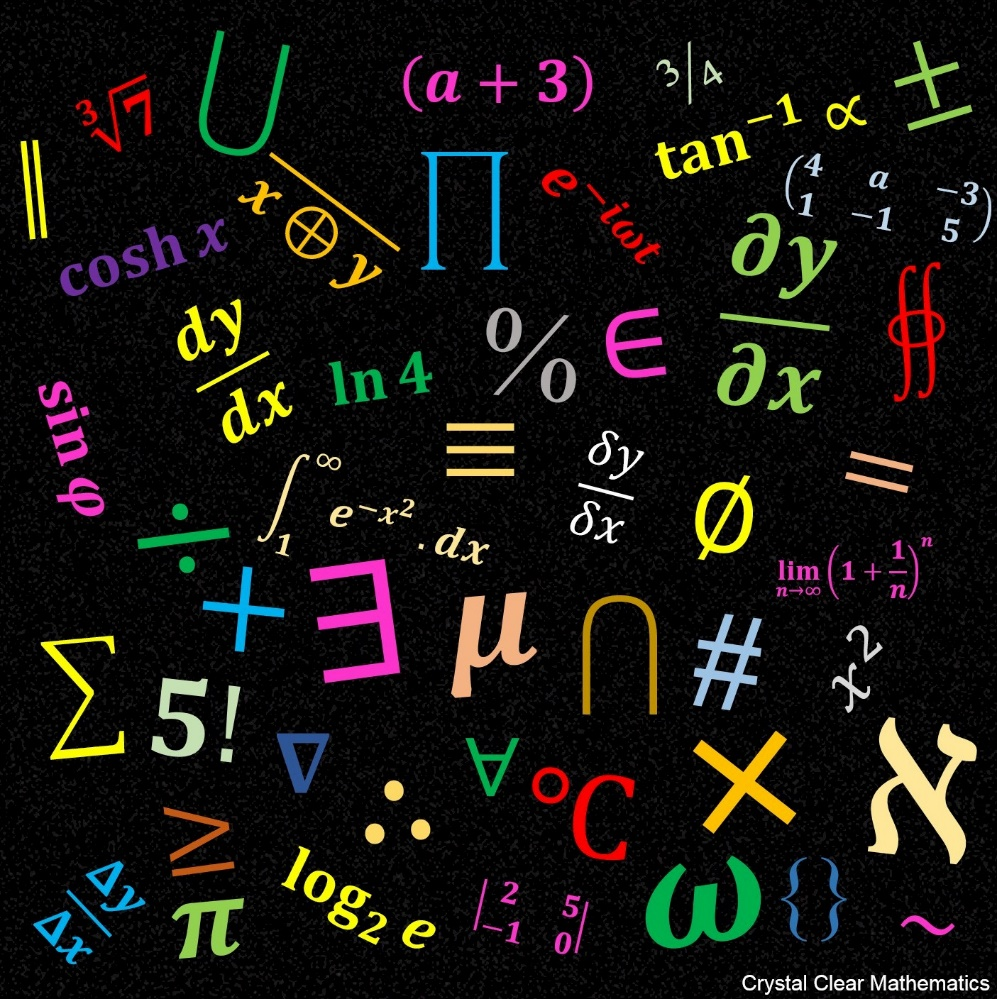 ∛7
⋃
(a + 3)
3/4
±
‖
tan⁻¹
∝
x ⊗ y
∏
e^(−iωt)
(4 a −3
1 −1 5)
cosh x
∂y
∂x
∯
dy
dx
ln 4
%
∈
sin φ
≡
δy
δx
=
∫₁^∞ e^(−x²) . dx
∅
÷
lim n→∞ (1 + 1/n)ⁿ
+
∃
μ
∩
#
x²
∑
5!
∇
∀
×
ℵ
∴
°C
≥
Δy
Δx
π
log₂ e
|2 5
−1 0|
ω
{}
~
Crystal Clear Mathematics